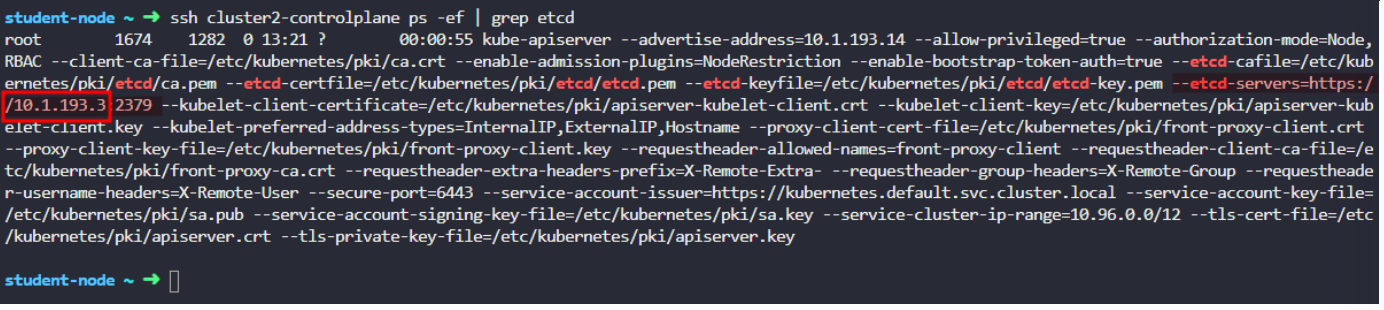 student-node ~ ➜ ssh cluster2-controlplane ps -ef | grep etcd
root 1674 1282 0 13:21 ? 00:00:55 kube-apiserver --advertise-address=10.1.193.14 --allow-privileged=true --authorization-mode=Node,
RBAC --client-ca-file=/etc/kubernetes/pki/ca.crt --enable-admission-plugins=NodeRestriction --enable-bootstrap-token-auth=true --etcd-cafile=/etc/kub
ernetes/pki/etcd/ca.pem --etcd-certfile=/etc/kubernetes/pki/etcd/etcd.pem --etcd-keyfile=/etc/kubernetes/pki/etcd/etcd-key.pem --etcd-servers=https:/
/10.1.193.3:2379 --kubelet-client-certificate=/etc/kubernetes/pki/apiserver-kubelet-client.crt --kubelet-client-key=/etc/kubernetes/pki/apiserver-kub
elet-client.key --kubelet-preferred-address-types=InternalIP,ExternalIP,Hostname --proxy-client-cert-file=/etc/kubernetes/pki/front-proxy-client.crt
--proxy-client-key-file=/etc/kubernetes/pki/front-proxy-client.key --requestheader-allowed-names=front-proxy-client --requestheader-client-ca-file=/e
tc/kubernetes/pki/front-proxy-ca.crt --requestheader-extra-headers-prefix=X-Remote-Extra- --requestheader-group-headers=X-Remote-Group --requestheade
r-username-headers=X-Remote-User --secure-port=6443 --service-account-issuer=https://kubernetes.default.svc.cluster.local --service-account-key-file=
/etc/kubernetes/pki/sa.pub --service-account-signing-key-file=/etc/kubernetes/pki/sa.key --service-cluster-ip-range=10.96.0.0/12 --tls-cert-file=/etc
/kubernetes/pki/apiserver.crt --tls-private-key-file=/etc/kubernetes/pki/apiserver.key
student-node ~ ➜